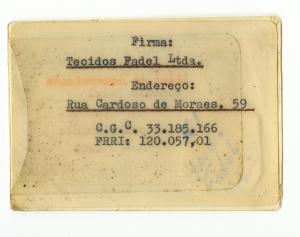 Firma:
Tecidos Fadel Ltda.
Endereço:
Rua Cardoso de Moraes, 59
C.G.C. 33.185.166
FRRI: 120.057,01